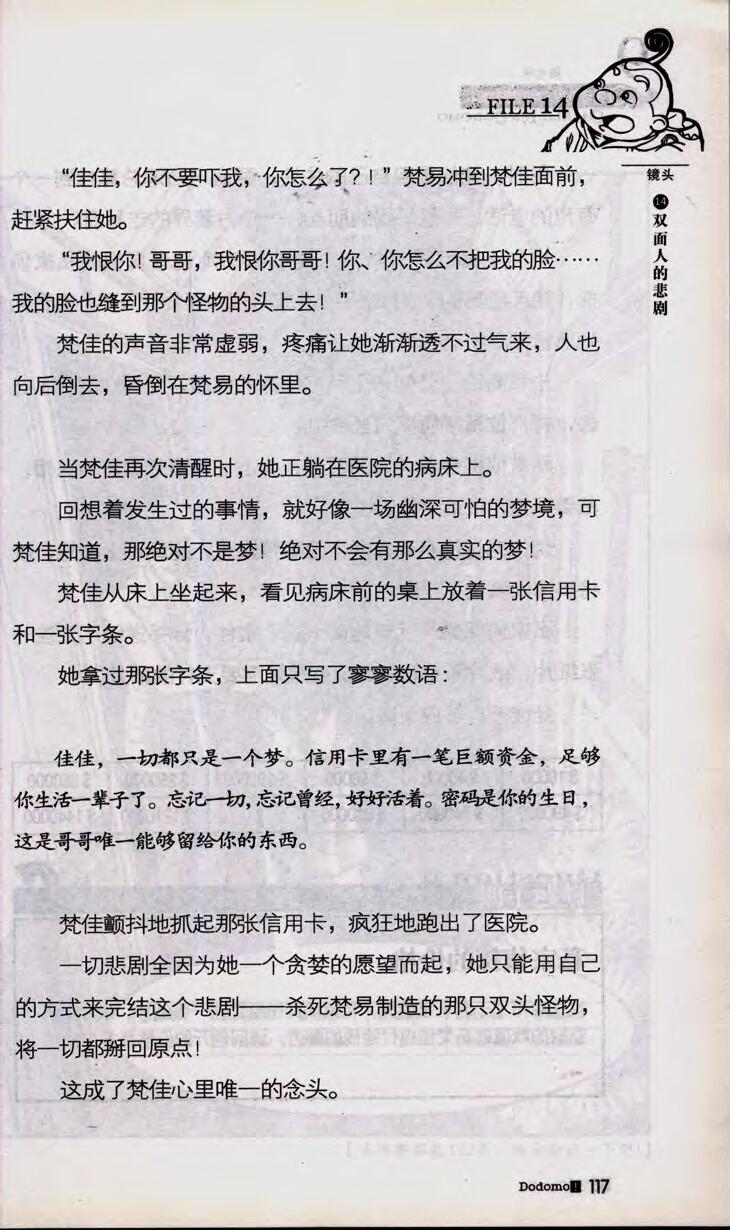 FILE 14
镜头
14
双面人的悲剧
“佳佳，你不要吓我，你怎么了？！”梵易冲到梵佳面前，
赶紧扶住她。
“我恨你！哥哥，我恨你哥哥！你、你怎么不把我的脸……
我的脸也缝到那个怪物的头上去！”
梵佳的声音非常虚弱，疼痛让她渐渐透不过气来，人也
向后倒去，昏倒在梵易的怀里。
当梵佳再次清醒时，她正躺在医院的病床上。
回想着发生过的事情，就好像一场幽深可怕的梦境，可
梵佳知道，那绝对不是梦！绝对不会有那么真实的梦！
梵佳从床上坐起来，看见病床前的桌上放着一张信用卡
和一张字条。
她拿过那张字条，上面只写了寥寥数语：
佳佳，一切都只是一个梦。信用卡里有一笔巨额资金，足够
你生活一辈子了。忘记一切，忘记曾经，好好活着。密码是你的生日，
这是哥哥唯一能够留给你的东西。
梵佳颤抖地抓起那张信用卡，疯狂地跑出了医院。
一切悲剧全因为她一个贪婪的愿望而起，她只能用自己
的方式来完结这个悲剧——杀死梵易制造的那只双头怪物，
将一切都掰回原点！
这成了梵佳心里唯一的念头。
Dodomo! 117